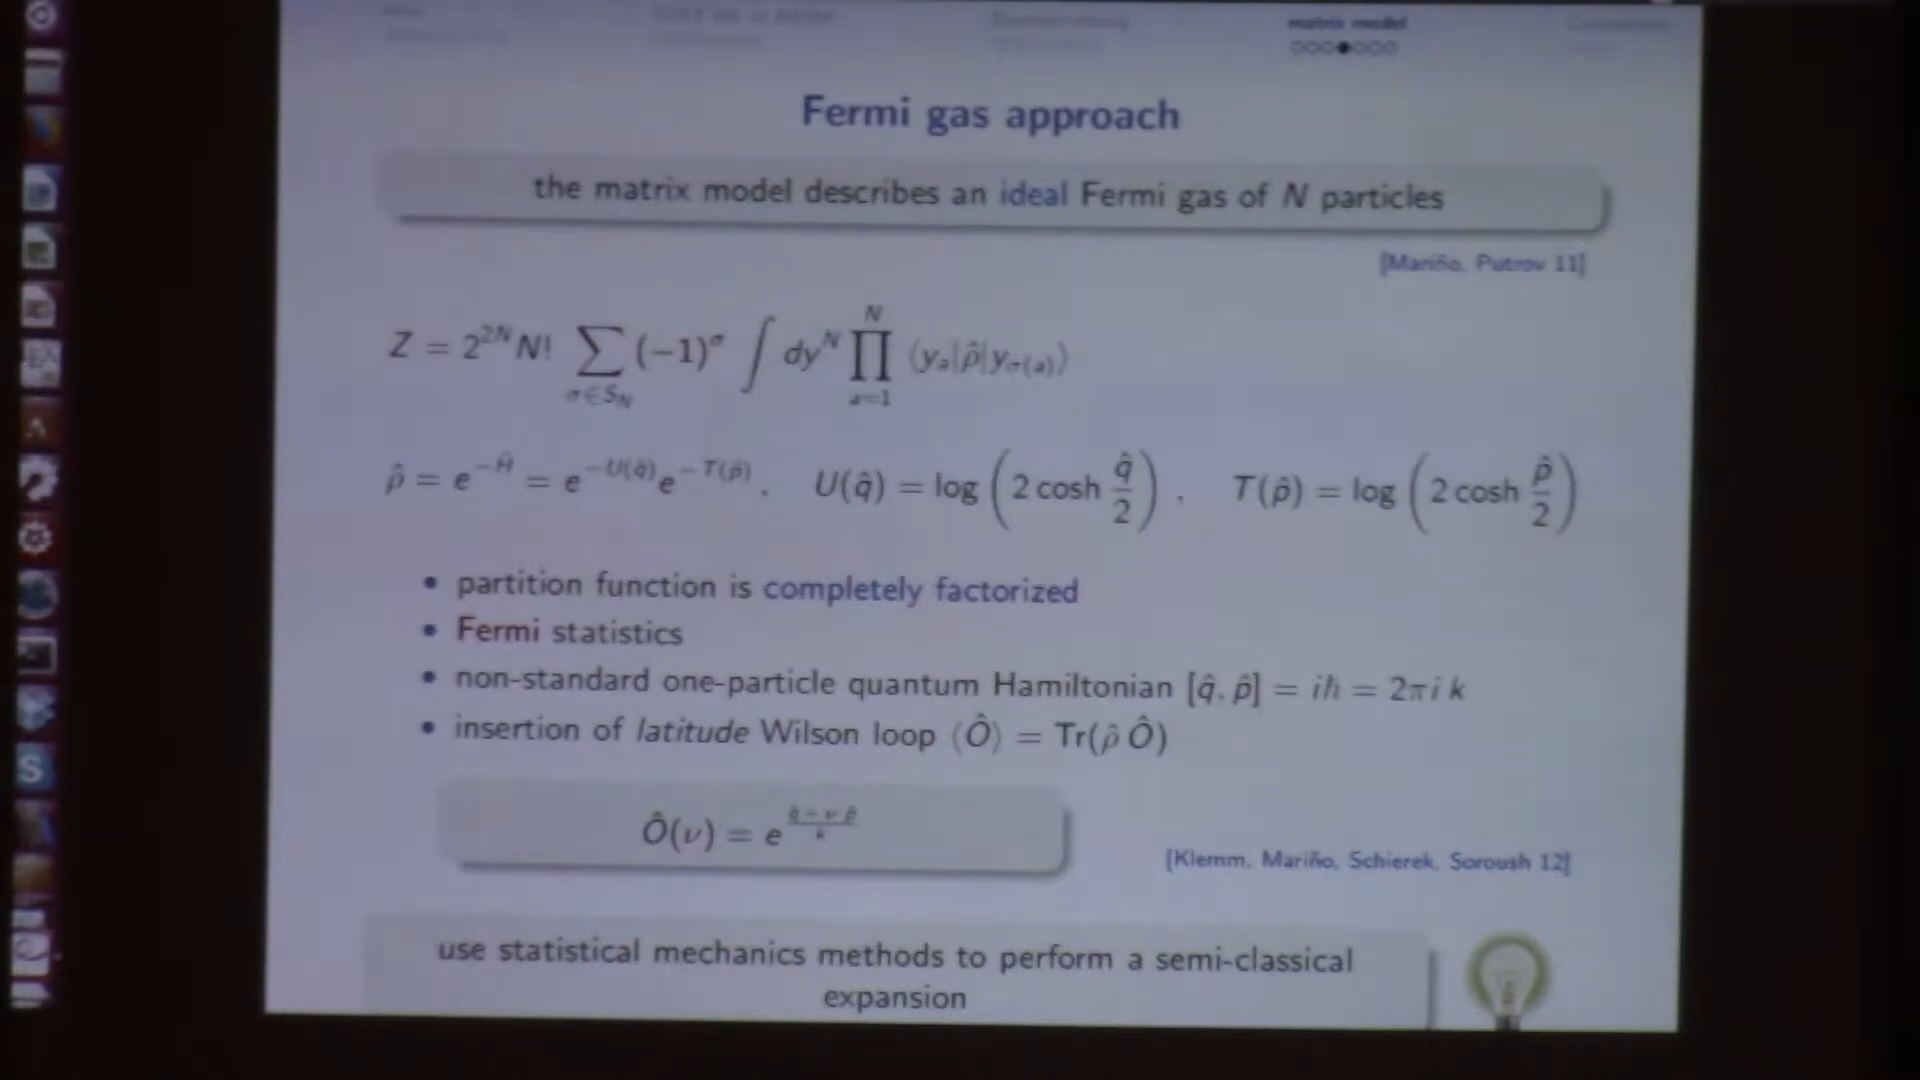 matrix model
Fermi gas approach
the matrix model describes an ideal Fermi gas of N particles
[Mariño, Putrov 11]
Z = 2^{2N} N! ∑_{σ∈S_N} (−1)^σ ∫ dy^N ∏_{a=1}^{N} ⟨y_a|ρ̂|y_{σ(a)}⟩
ρ̂ = e^{−Ĥ} = e^{−U(q̂)} e^{−T(p̂)}, U(q̂) = log (2 cosh q̂/2), T(p̂) = log (2 cosh p̂/2)
• partition function is completely factorized
• Fermi statistics
• non-standard one-particle quantum Hamiltonian [q̂, p̂] = iħ = 2πi k
• insertion of latitude Wilson loop ⟨Ô⟩ = Tr(ρ̂ Ô)
Ô(ν) = e
[Klemm, Mariño, Schierek, Soroush 12]
use statistical mechanics methods to perform a semi-classical
expansion